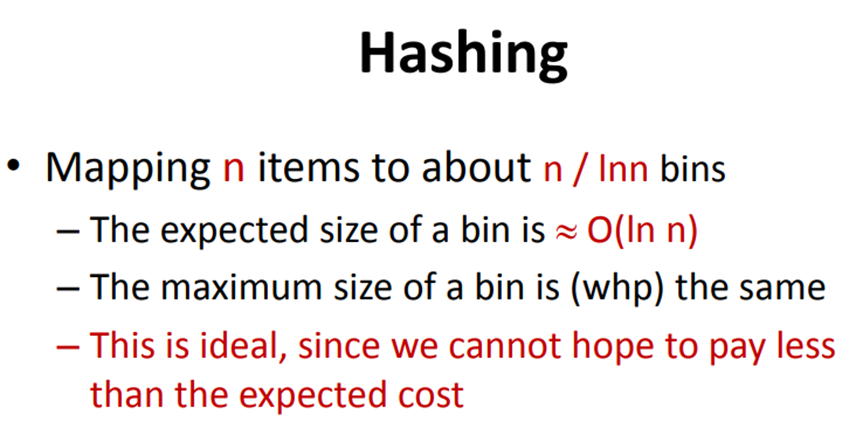 Hashing
• Mapping n items to about n / lnn bins
– The expected size of a bin is ≈ O(ln n)
– The maximum size of a bin is (whp) the same
– This is ideal, since we cannot hope to pay less
than the expected cost